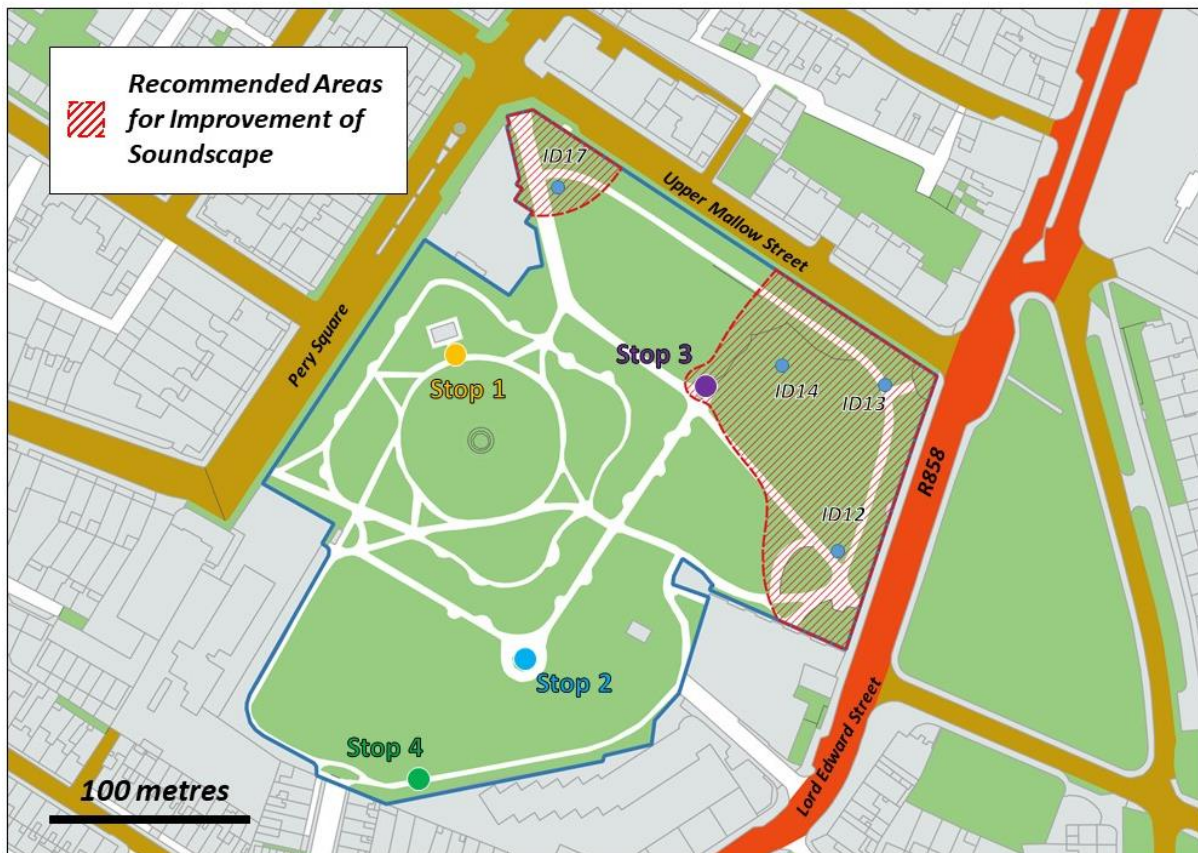 Recommended Areas
for Improvement of
Soundscape
ID17
Upper Mallow Street
Pery Square
Stop 3
Stop 1
ID14
ID13
R858
ID12
Stop 2
Lord Edward Street
Stop 4
100 metres